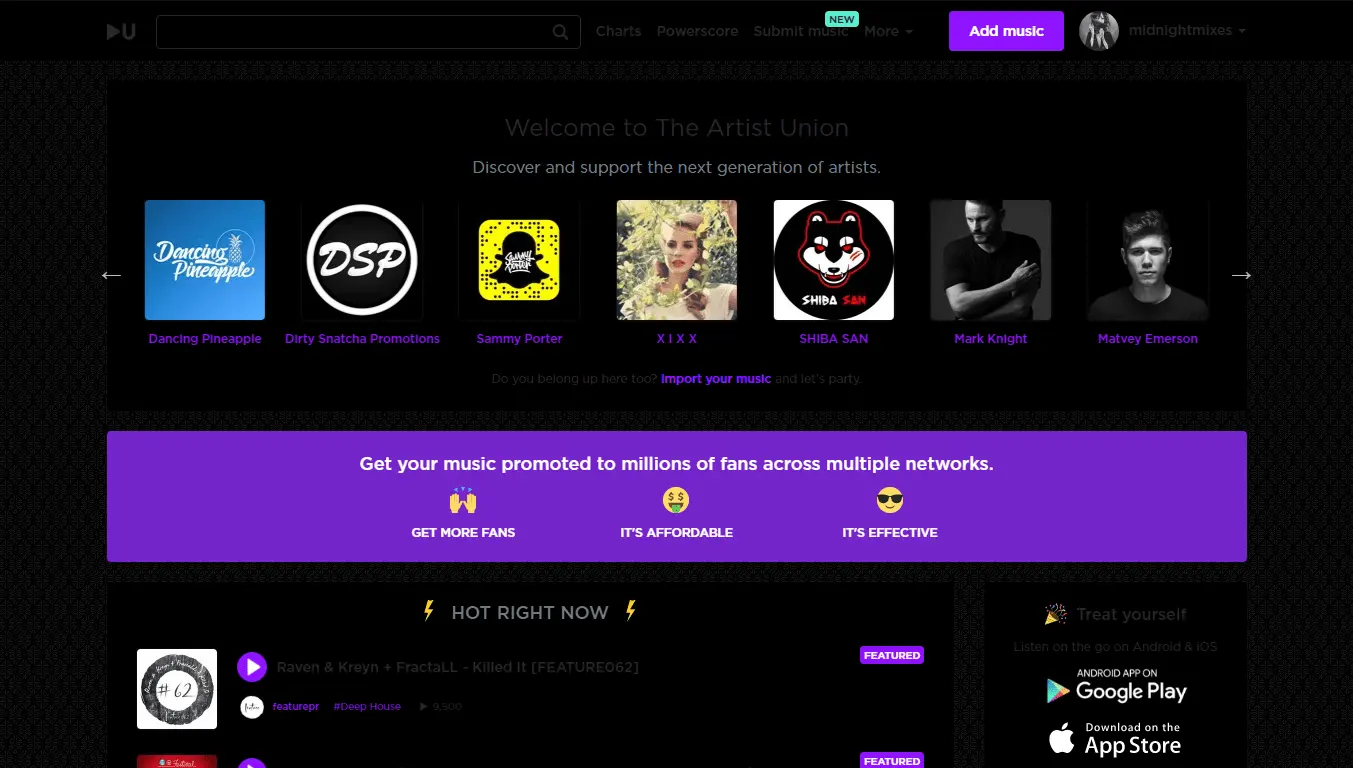 U
Charts Powerscore Submit music NEW More
Add music
midnightmixes
Welcome to The Artist Union
Discover and support the next generation of artists.
Dancing Pineapple
DSP
Sammy Porter
SHIBA SAN
Dancing Pineapple Dirty Snatcha Promotions Sammy Porter X I X X SHIBA SAN Mark Knight Matvey Emerson
Do you belong up here too? Import your music and let's party.
Get your music promoted to millions of fans across multiple networks.
GET MORE FANS IT'S AFFORDABLE IT'S EFFECTIVE
HOT RIGHT NOW
# 62
Raven & Kreyn + FractaLL - Killed It [FEATURE062]
FEATURED
featurepr #Deep House 9,500
FEATURED
Treat yourself
Listen on the go on Android & iOS
ANDROID APP ON
Google Play
Download on the
App Store